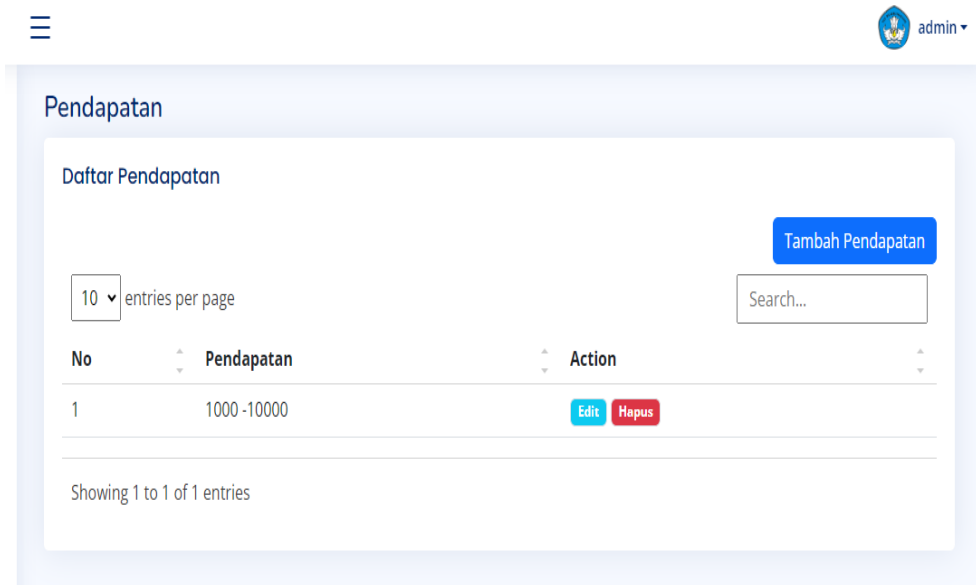 admin
Pendapatan
Daftar Pendapatan
Tambah Pendapatan
10 entries per page Search...
No Pendapatan Action
1 1000 -10000 Edit Hapus
Showing 1 to 1 of 1 entries